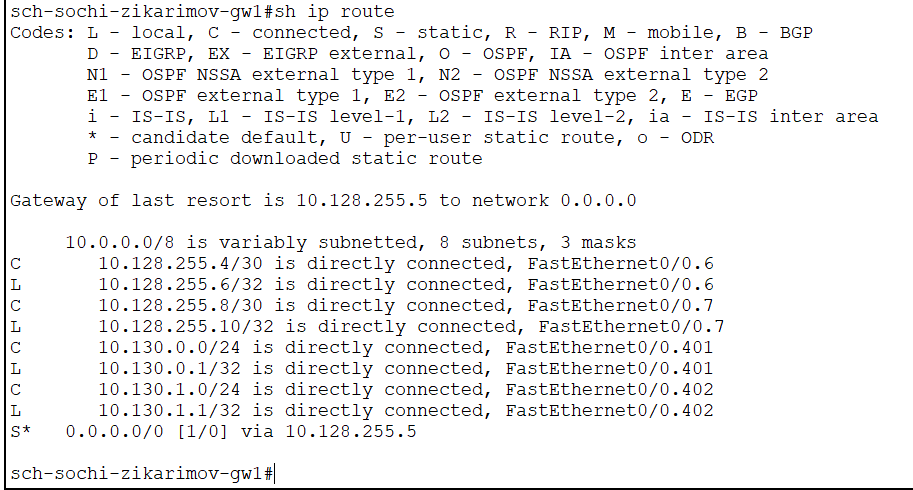 sch-sochi-zikarimov-gw1#sh ip route
Codes: L - local, C - connected, S - static, R - RIP, M - mobile, B - BGP
       D - EIGRP, EX - EIGRP external, O - OSPF, IA - OSPF inter area
       N1 - OSPF NSSA external type 1, N2 - OSPF NSSA external type 2
       E1 - OSPF external type 1, E2 - OSPF external type 2, E - EGP
       i - IS-IS, L1 - IS-IS level-1, L2 - IS-IS level-2, ia - IS-IS inter area
       * - candidate default, U - per-user static route, o - ODR
       P - periodic downloaded static route

Gateway of last resort is 10.128.255.5 to network 0.0.0.0

     10.0.0.0/8 is variably subnetted, 8 subnets, 3 masks
C       10.128.255.4/30 is directly connected, FastEthernet0/0.6
L       10.128.255.6/32 is directly connected, FastEthernet0/0.6
C       10.128.255.8/30 is directly connected, FastEthernet0/0.7
L       10.128.255.10/32 is directly connected, FastEthernet0/0.7
C       10.130.0.0/24 is directly connected, FastEthernet0/0.401
L       10.130.0.1/32 is directly connected, FastEthernet0/0.401
C       10.130.1.0/24 is directly connected, FastEthernet0/0.402
L       10.130.1.1/32 is directly connected, FastEthernet0/0.402
S*   0.0.0.0/0 [1/0] via 10.128.255.5

sch-sochi-zikarimov-gw1#